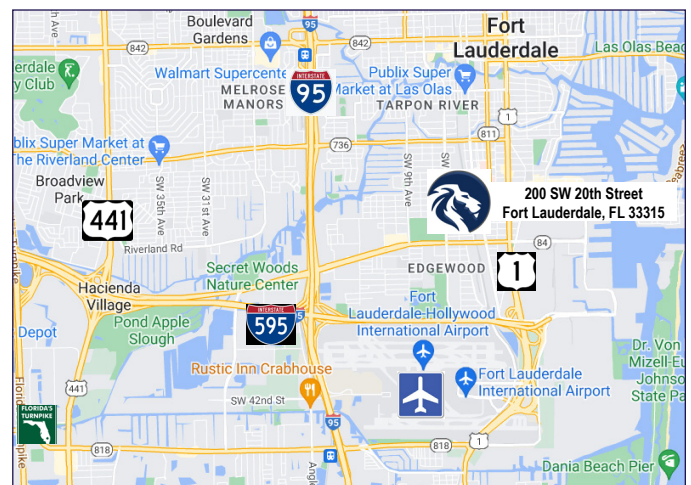 95
Boulevard
Gardens
842
842
Fort
Lauderdale
Las Olas Beac
erdale
y Club
Walmart Supercente
INTERSTATE
95
Publix Super
Market at Las Olas
MELROSE
MANORS
TARPON RIVER
1
811
ublix Super Market at
The Riverland Center
736
SW 9th Ave
Broadview
Park
SW 35th Ave
SW 31st Ave
200 SW 20th Street
Fort Lauderdale, FL 33315
441
Riverland Rd
84
Secret Woods
Nature Center
EDGEWOOD
1
Hacienda
Village
INTERSTATE
595
Fort
Lauderdale-Hollywood
International Airport
Pond Apple
Slough
Depot
Dr. Von
Mizell-Eu
Johnso
State Pa
Rustic Inn Crabhouse
Fort Lauderdale
International Airport
441
SW 42nd St
FLORIDA'S
TURNPIKE
95
1
818
818
Dania Beach Pier